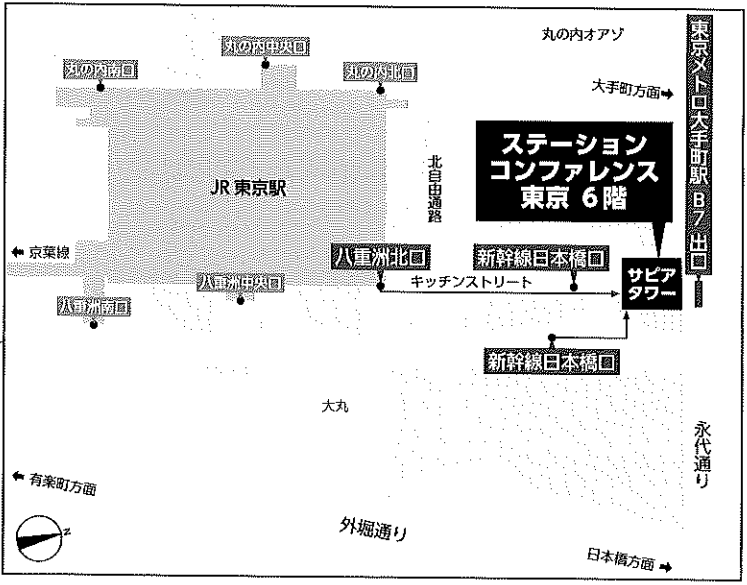 丸の内オアゾ
丸の内中央口
丸の内南口
丸の内北口
大手町方面→
東京メトロ大手町駅 B7 出口
ステーション
コンファレンス
東京 6階
北自由通路
JR 東京駅
← 京葉線
八重洲北口
新幹線日本橋口
サピア
タワー
キッチンストリート
八重洲中央口
八重洲南口
新幹線日本橋口
大丸
永代通り
← 有楽町方面
外堀通り
N
日本橋方面→